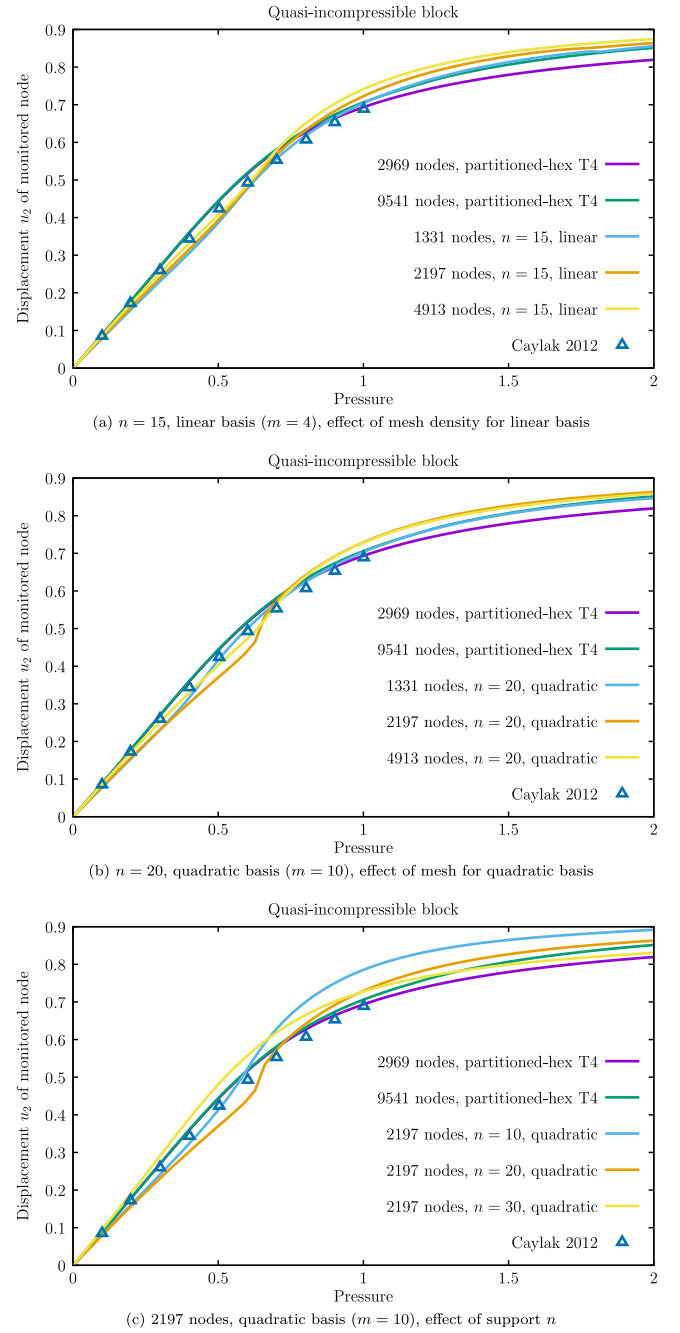 Quasi-incompressible block
0.9
0.8
0.7
0.6
0.5
0.4
0.3
0.2
0.1
0
Displacement u₂ of monitored node
2969 nodes, partitioned-hex T4
9541 nodes, partitioned-hex T4
1331 nodes, n = 15, linear
2197 nodes, n = 15, linear
4913 nodes, n = 15, linear
Caylak 2012
0 0.5 1 1.5 2
Pressure
(a) n = 15, linear basis (m = 4), effect of mesh density for linear basis
Quasi-incompressible block
0.9
0.8
0.7
0.6
0.5
0.4
0.3
0.2
0.1
0
Displacement u₂ of monitored node
2969 nodes, partitioned-hex T4
9541 nodes, partitioned-hex T4
1331 nodes, n = 20, quadratic
2197 nodes, n = 20, quadratic
4913 nodes, n = 20, quadratic
Caylak 2012
0 0.5 1 1.5 2
Pressure
(b) n = 20, quadratic basis (m = 10), effect of mesh for quadratic basis
Quasi-incompressible block
0.9
0.8
0.7
0.6
0.5
0.4
0.3
0.2
0.1
0
Displacement u₂ of monitored node
2969 nodes, partitioned-hex T4
9541 nodes, partitioned-hex T4
2197 nodes, n = 10, quadratic
2197 nodes, n = 20, quadratic
2197 nodes, n = 30, quadratic
Caylak 2012
0 0.5 1 1.5 2
Pressure
(c) 2197 nodes, quadratic basis (m = 10), effect of support n